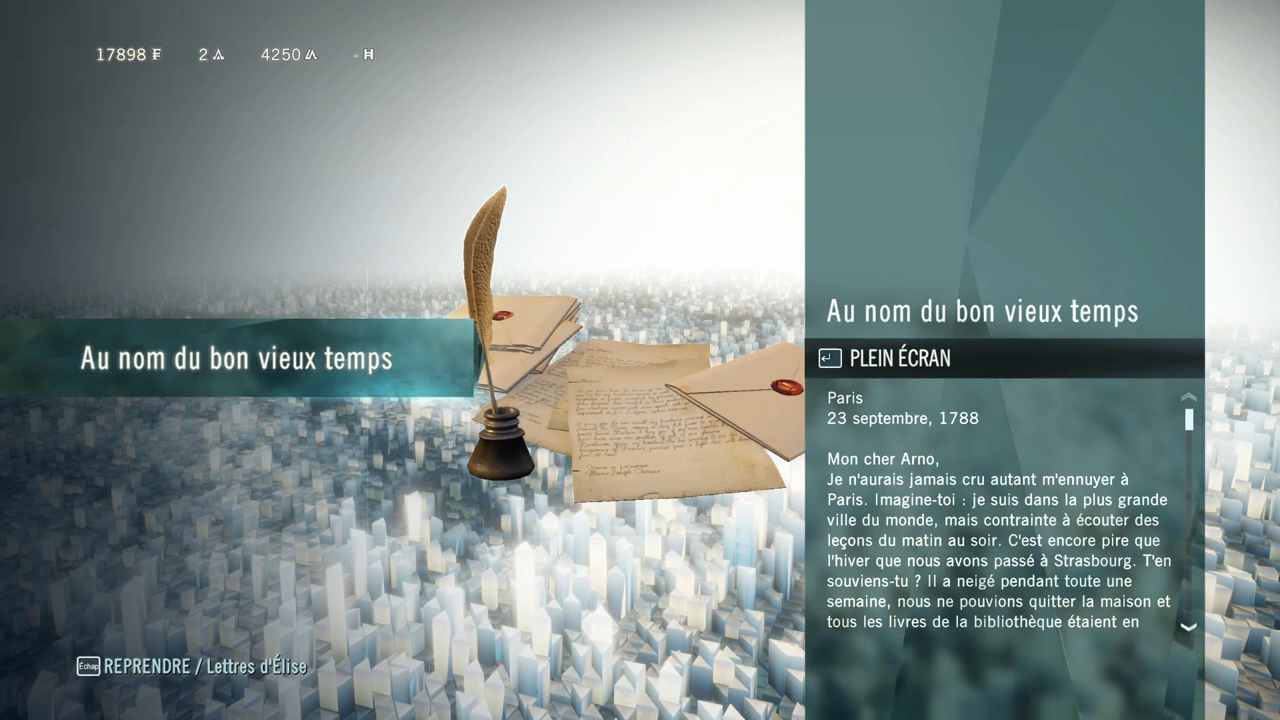 17898
2
4250
- H
Au nom du bon vieux temps
Au nom du bon vieux temps
PLEIN ÉCRAN
Paris
23 septembre, 1788
Mon cher Arno,
Je n'aurais jamais cru autant m'ennuyer à
Paris. Imagine-toi : je suis dans la plus grande
ville du monde, mais contrainte à écouter des
leçons du matin au soir. C'est encore pire que
l'hiver que nous avons passé à Strasbourg. T'en
souviens-tu ? Il a neigé pendant toute une
semaine, nous ne pouvions quitter la maison et
tous les livres de la bibliothèque étaient en
Échap REPRENDRE / Lettres d'Élise